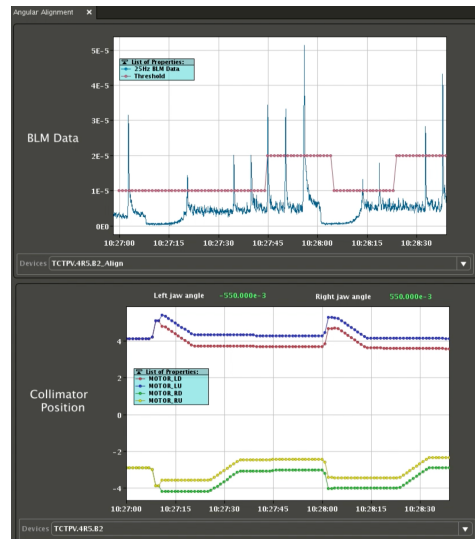 Angular Alignment ×
5E-5
4E-5
3E-5
2E-5
1E-5
0E0
List of Properties:
25Hz BLM Data
Threshold
BLM Data
10:27:00 10:27:15 10:27:30 10:27:45 10:28:00 10:28:15 10:28:30
Devices TCTPV.4R5.B2_Align
Left jaw angle -550.000e-3 Right jaw angle 550.000e-3
4
2
0
-2
-4
List of Properties:
MOTOR_LD
MOTOR_LU
MOTOR_RD
MOTOR_RU
Collimator
Position
10:27:00 10:27:15 10:27:30 10:27:45 10:28:00 10:28:15 10:28:30
Devices TCTPV.4R5.B2